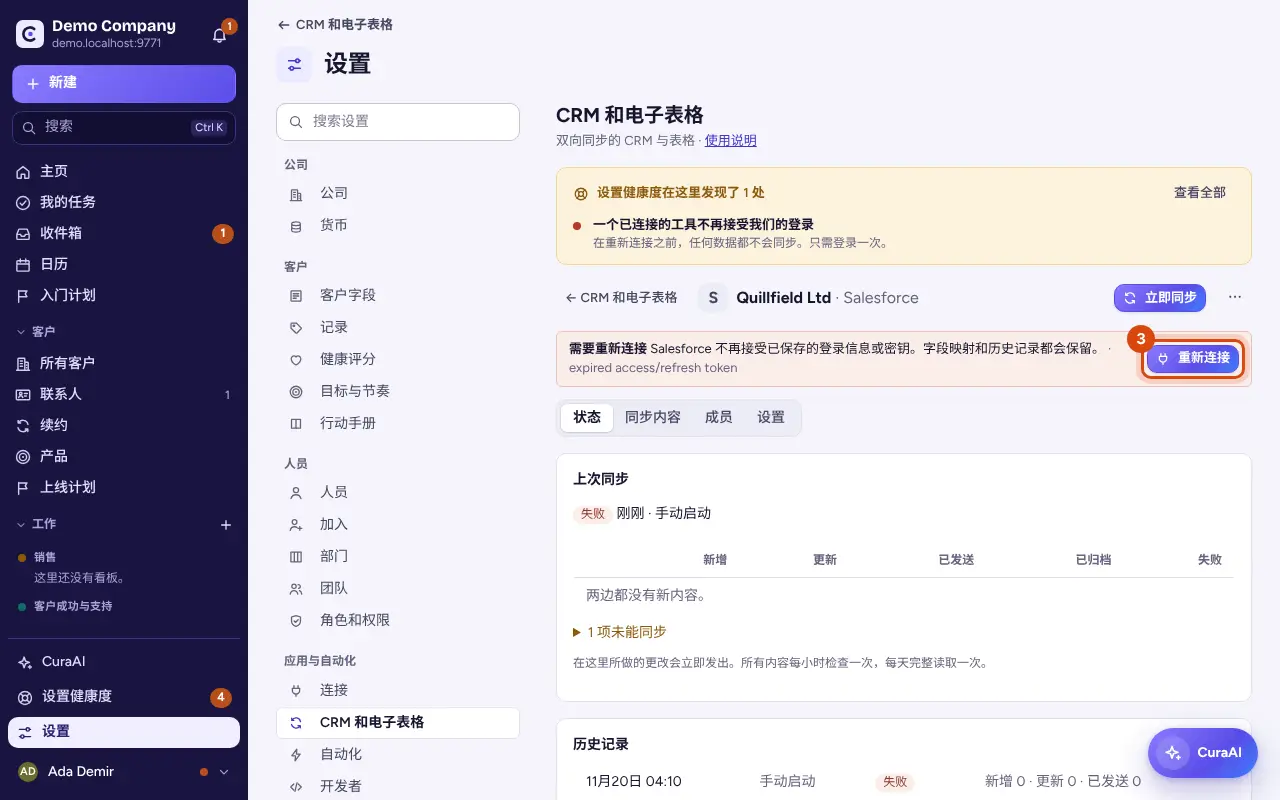 Demo Company
demo.localhost:9771
1
新建
搜索
Ctrl K
主页
我的任务
收件箱
1
日历
入门计划
客户
所有客户
联系人
1
续约
产品
上线计划
工作
销售
这里还没有看板。
客户成功与支持
CuraAI
设置健康度
4
设置
AD
Ada Demir
← CRM 和电子表格
设置
搜索设置
公司
公司
货币
客户
客户字段
记录
健康评分
目标与节奏
行动手册
人员
人员
加入
部门
团队
角色和权限
应用与自动化
连接
CRM 和电子表格
自动化
开发者
CRM 和电子表格
双向同步的 CRM 与表格 · 使用说明
设置健康度在这里发现了 1 处
查看全部
一个已连接的工具不再接受我们的登录
在重新连接之前，任何数据都不会同步。只需登录一次。
← CRM 和电子表格
S
Quillfield Ltd · Salesforce
立即同步
···
需要重新连接 Salesforce 不再接受已保存的登录信息或密钥。字段映射和历史记录都会保留。 ·
expired access/refresh token
3
重新连接
状态
同步内容
成员
设置
上次同步
失败 刚刚 · 手动启动
新增 更新 已发送 已归档 失败
两边都没有新内容。
1 项未能同步
在这里所做的更改会立即发出。所有内容每小时检查一次，每天完整读取一次。
历史记录
11月20日 04:10 手动启动 失败 新增 0 · 更新 0 · 已发送 0
CuraAI